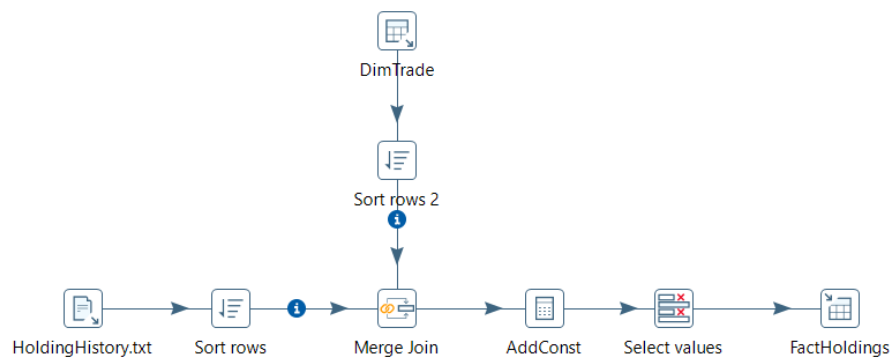 DimTrade
Sort rows 2
HoldingHistory.txt
Sort rows
Merge Join
AddConst
Select values
FactHoldings